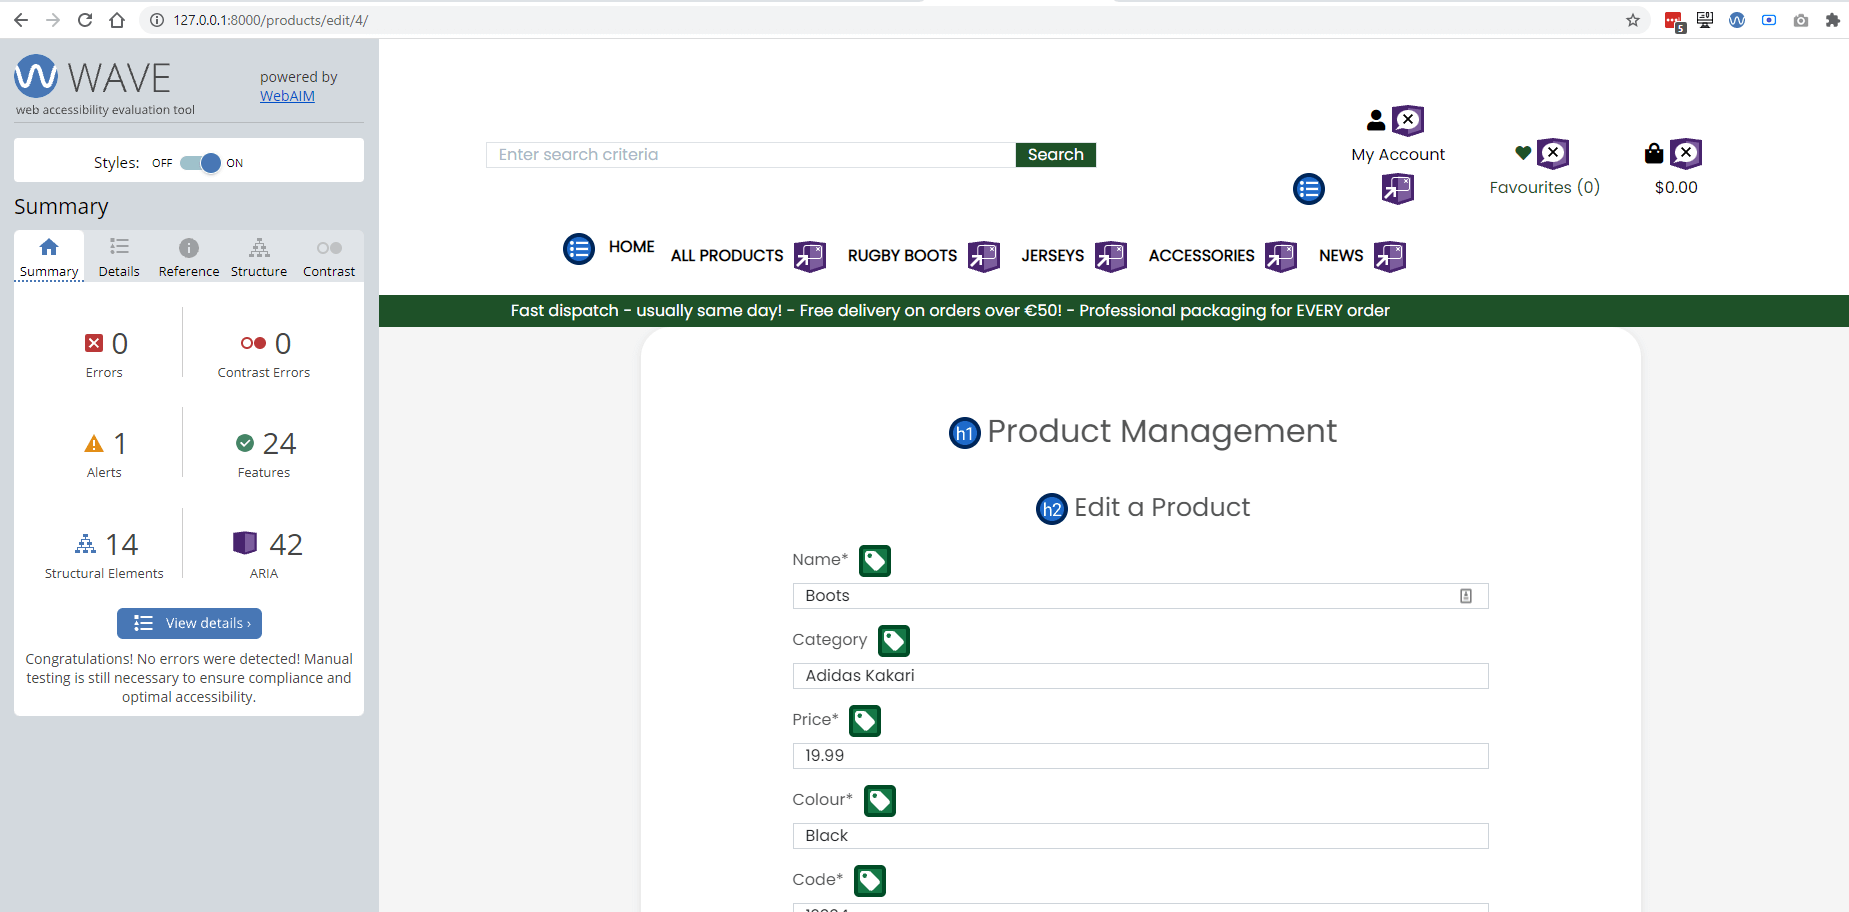 127.0.0.1:8000/products/edit/4/
5
WAVE
web accessibility evaluation tool
powered by
WebAIM
Styles: OFF ON
Summary
Summary Details Reference Structure Contrast
0 0
Errors Contrast Errors
1 24
Alerts Features
14 42
Structural Elements ARIA
View details ›
Congratulations! No errors were detected! Manual
testing is still necessary to ensure compliance and
optimal accessibility.
Enter search criteria Search
My Account
Favourites (0) $0.00
HOME ALL PRODUCTS RUGBY BOOTS JERSEYS ACCESSORIES NEWS
Fast dispatch - usually same day! - Free delivery on orders over €50! - Professional packaging for EVERY order
h1 Product Management
h2 Edit a Product
Name*
Boots
Category
Adidas Kakari
Price*
19.99
Colour*
Black
Code*